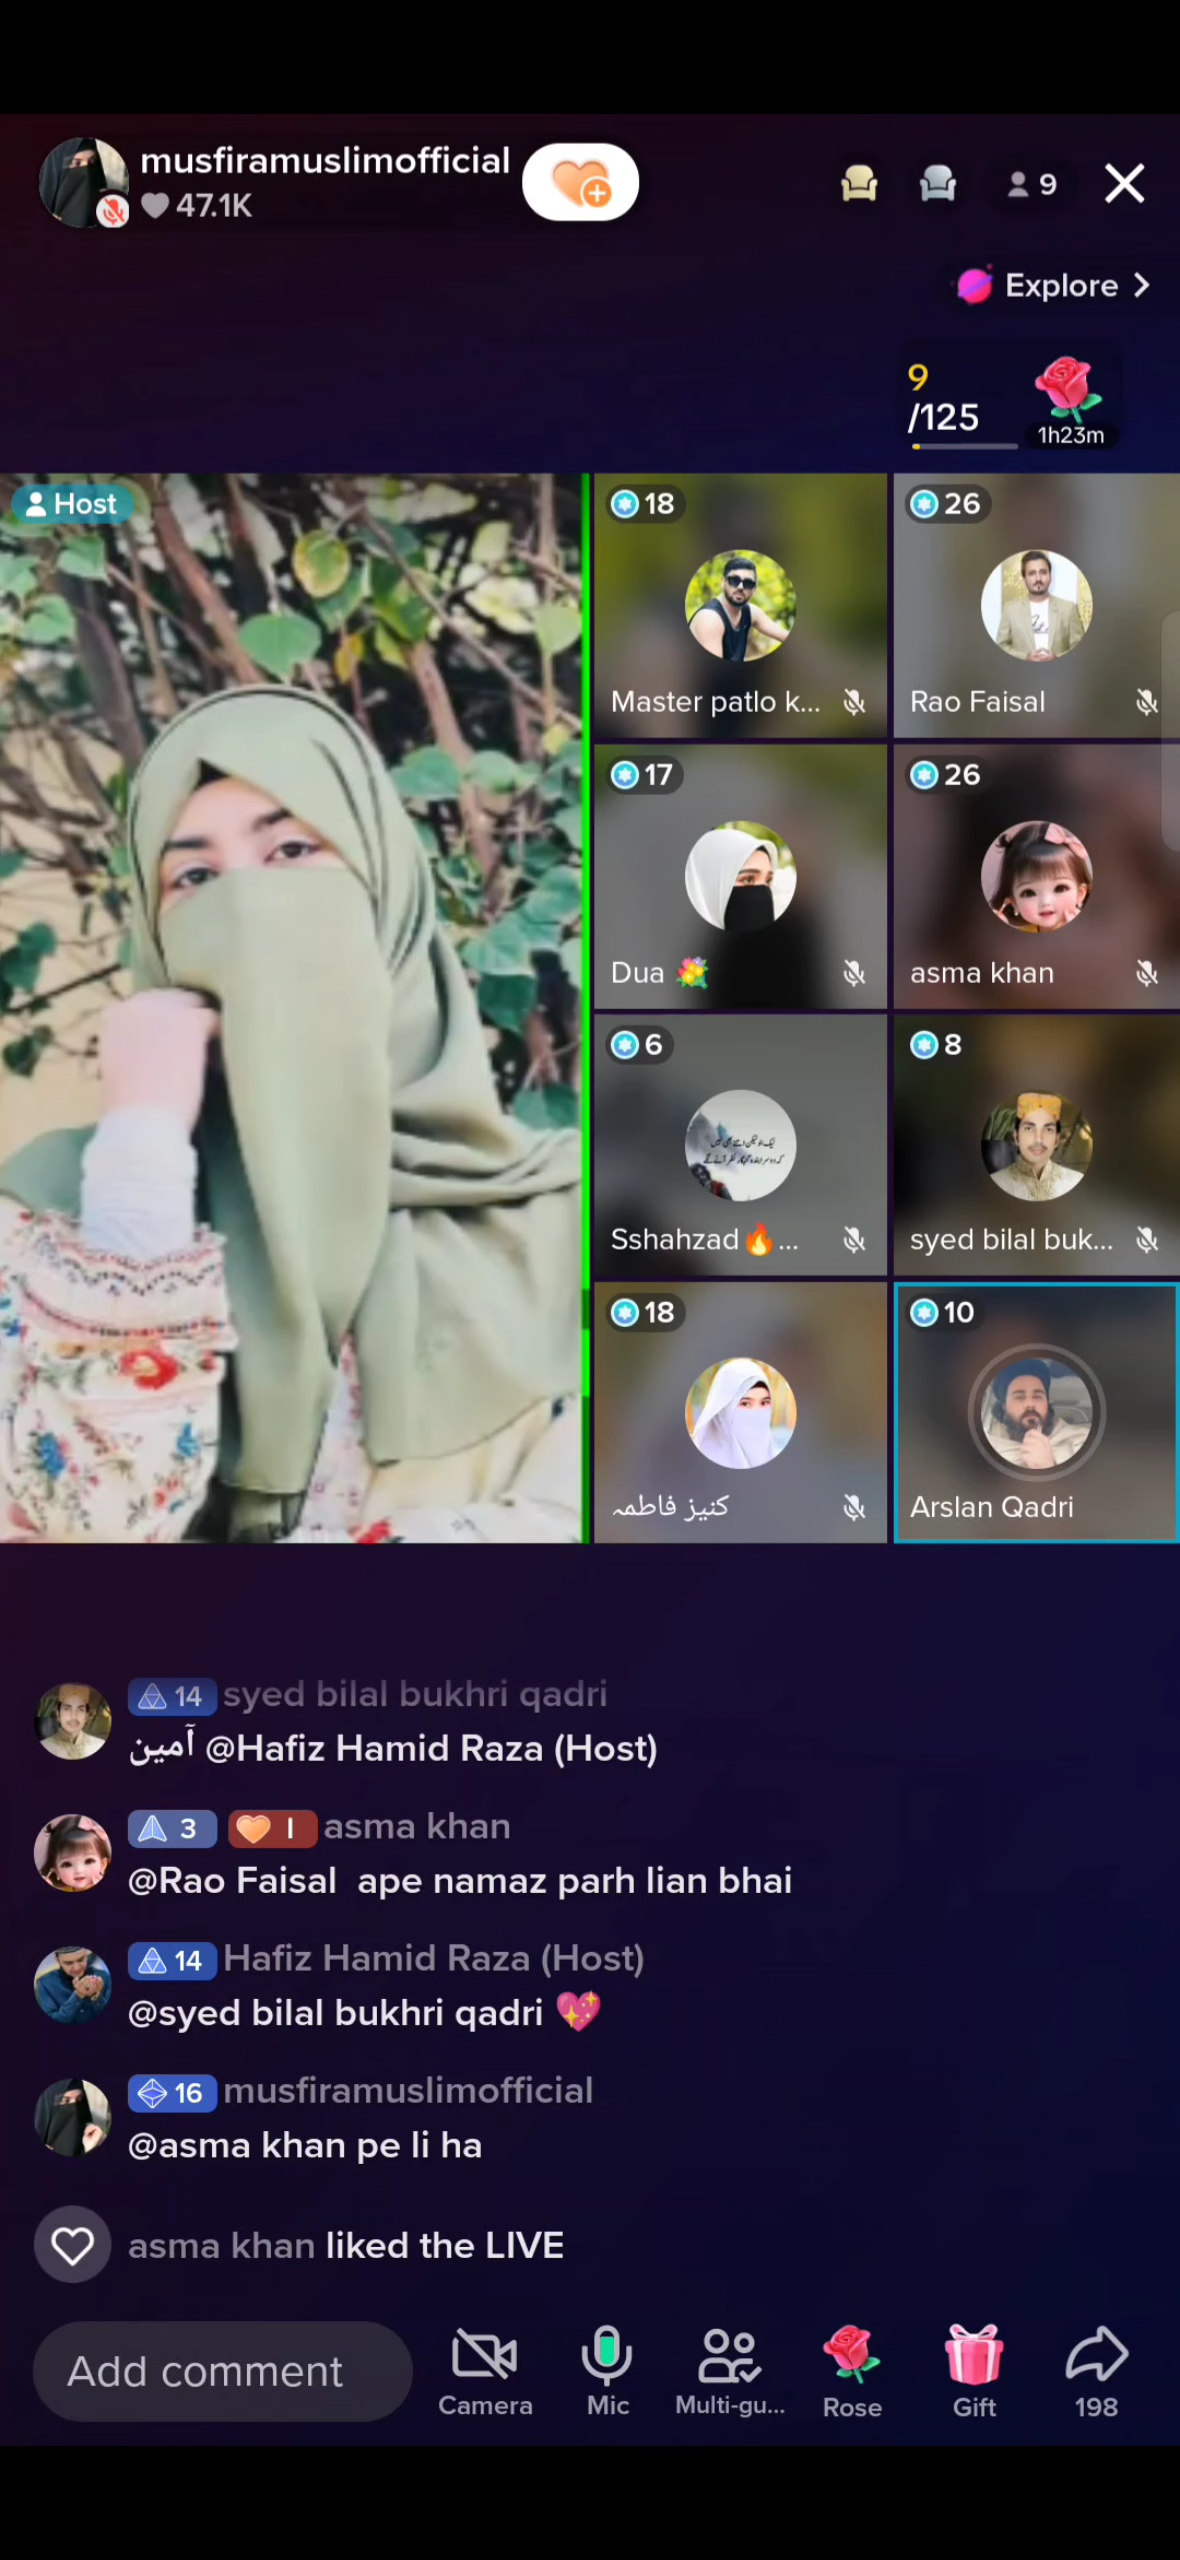 musfiramuslimofficial
47.1K
9
Explore
9
/125
1h23m
Host
18
Master patlo k...
26
Rao Faisal
17
Dua 💐
26
asma khan
6
Sshahzad🔥...
8
syed bilal buk...
18
کنیز فاطمہ
10
Arslan Qadri
14 syed bilal bukhri qadri
آمین @Hafiz Hamid Raza (Host)
3 I asma khan
@Rao Faisal ape namaz parh lian bhai
14 Hafiz Hamid Raza (Host)
@syed bilal bukhri qadri 💖
16 musfiramuslimofficial
@asma khan pe li ha
asma khan liked the LIVE
Add comment
Camera
Mic
Multi-gu...
Rose
Gift
198